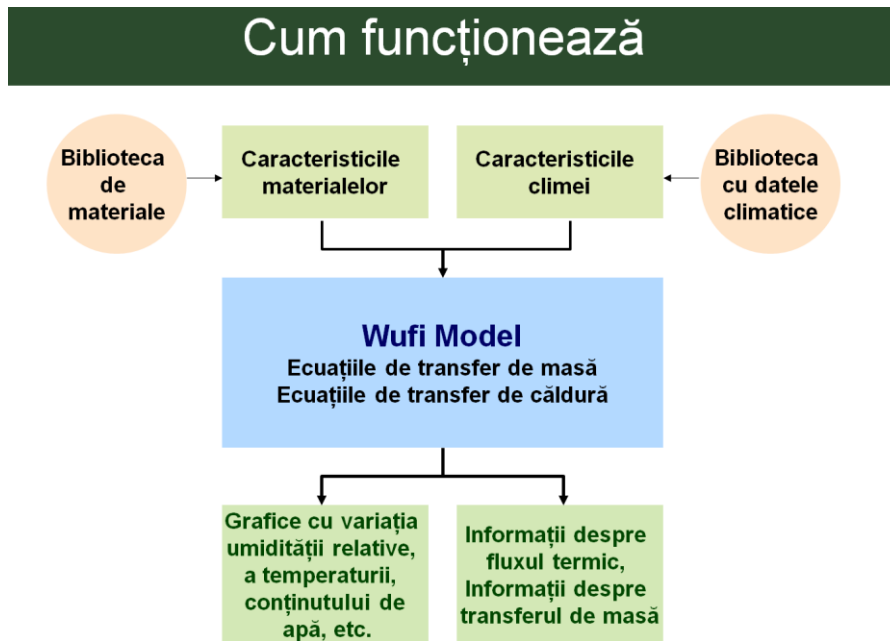 Cum funcționează
Biblioteca
de
materiale
Caracteristicile
materialelor
Caracteristicile
climei
Biblioteca
cu datele
climatice
Wufi Model
Ecuațiile de transfer de masă
Ecuațiile de transfer de căldură
Grafice cu variația
umidității relative,
a temperaturii,
conținutului de
apă, etc.
Informații despre
fluxul termic,
Informații despre
transferul de masă